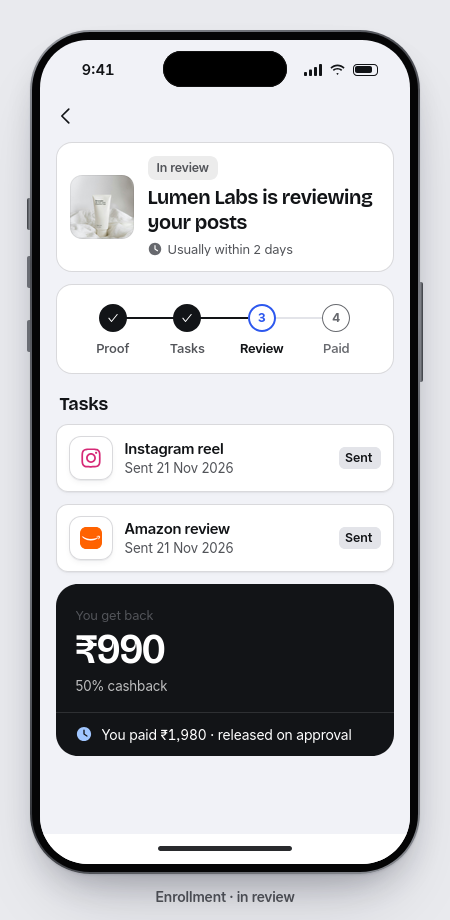 9:41
In review
Lumen Labs is reviewing
your posts
Usually within 2 days
3
4
Proof
Tasks
Review
Paid
Tasks
Instagram reel
Sent 21 Nov 2026
Sent
Amazon review
Sent 21 Nov 2026
Sent
You get back
₹990
50% cashback
You paid ₹1,980 · released on approval
Enrollment · in review